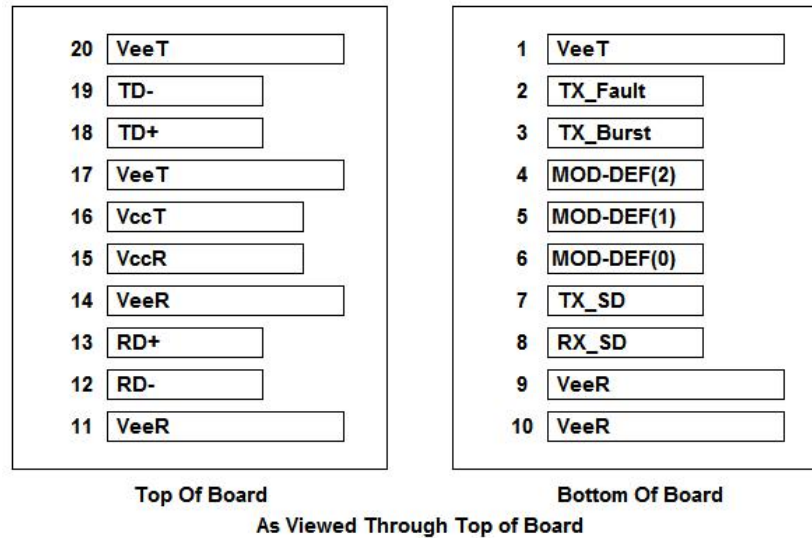 20 VeeT
19 TD-
18 TD+
17 VeeT
16 VccT
15 VccR
14 VeeR
13 RD+
12 RD-
11 VeeR
Top Of Board
1 VeeT
2 TX_Fault
3 TX_Burst
4 MOD-DEF(2)
5 MOD-DEF(1)
6 MOD-DEF(0)
7 TX_SD
8 RX_SD
9 VeeR
10 VeeR
Bottom Of Board
As Viewed Through Top of Board